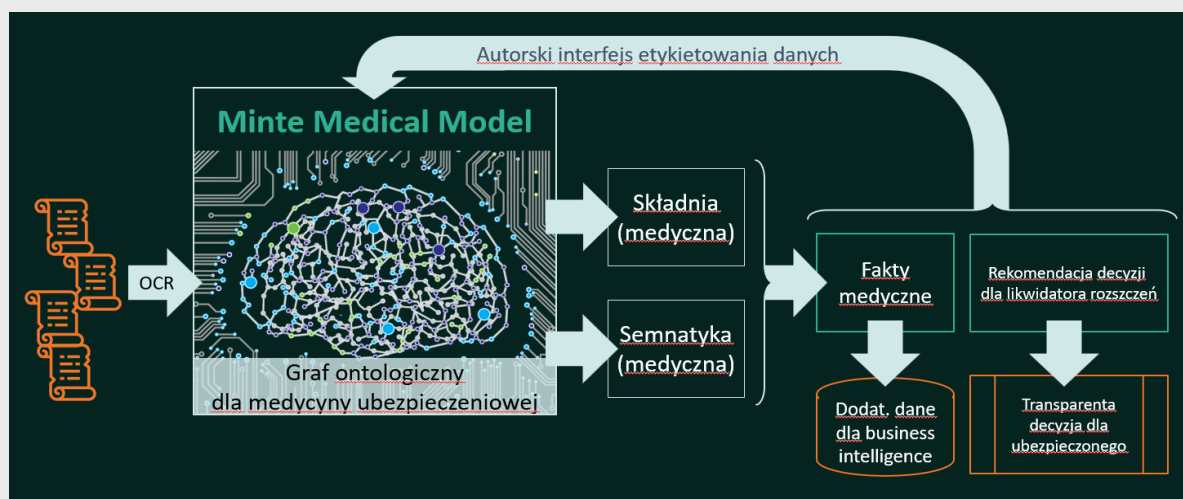 Autorski interfejs etykietowania danych
Minte Medical Model
OCR
Graf ontologiczny
dla medycyny ubezpieczeniowej
Składnia
(medyczna)
Semnatyka
(medyczna)
Fakty
medyczne
Rekomendacja decyzji
dla likwidatora rozszczeń
Dodat. dane
dla business
intelligence
Transparenta
decyzja dla
ubezpieczonego